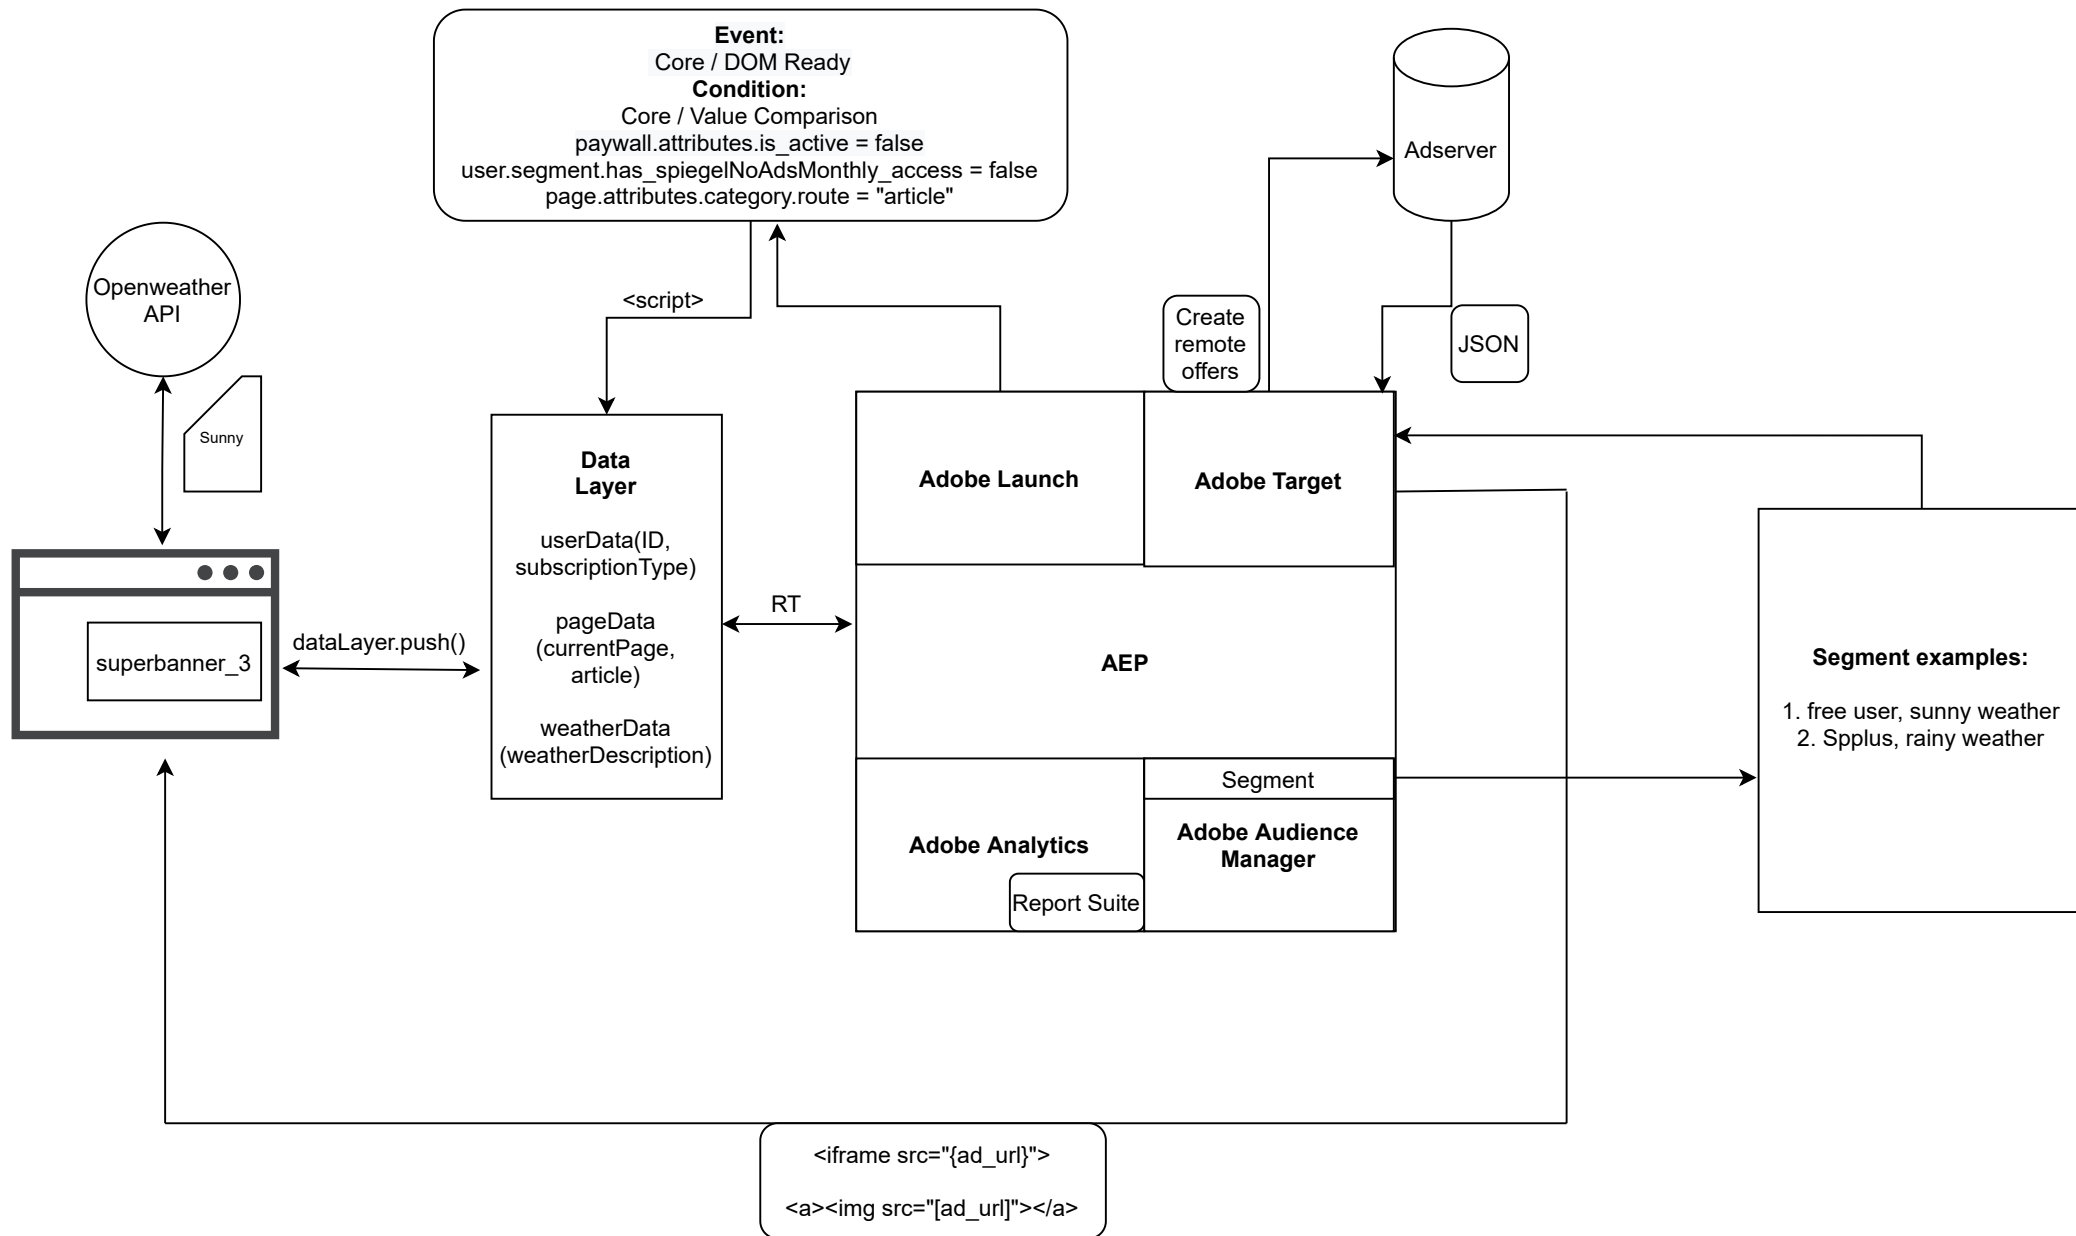 Event:
Core / DOM Ready
Condition:
Core / Value Comparison
paywall.attributes.is_active = false
user.segment.has_spiegelNoAdsMonthly_access = false
page.attributes.category.route = "article"
Adserver
Openweather
API
<script>
Create
remote
offers
JSON
Sunny
Data
Layer
userData(ID,
subscriptionType)
pageData
(currentPage,
article)
weatherData
(weatherDescription)
Adobe Launch
Adobe Target
RT
superbanner_3
dataLayer.push()
AEP
Segment examples:
1. free user, sunny weather
2. Spplus, rainy weather
Segment
Adobe Analytics
Adobe Audience
Manager
Report Suite
<iframe src="{ad_url}">
<a><img src="[ad_url]"></a>